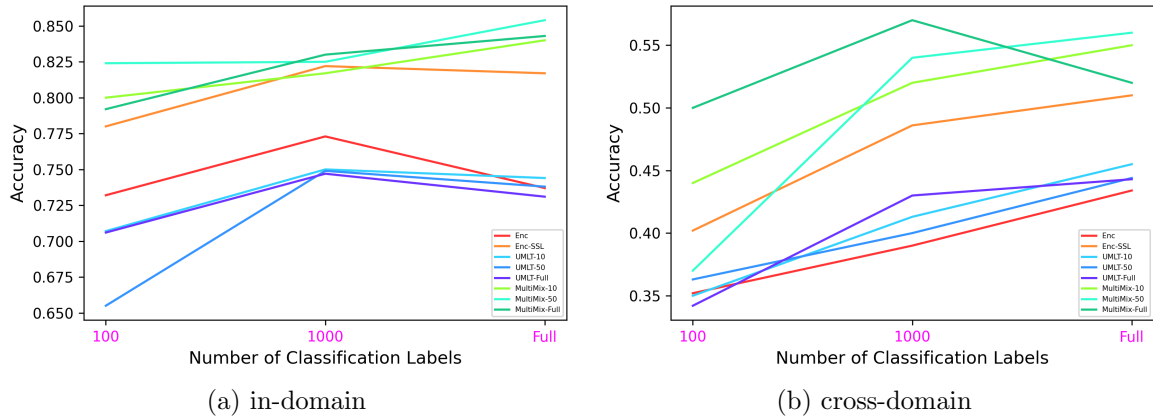 0.850
0.825
0.800
0.775
0.750
0.725
0.700
0.675
0.650
Accuracy
100
1000
Full
Number of Classification Labels
Enc
Enc-SSL
UMLT-10
UMLT-50
UMLT-Full
MultiMix-10
MultiMix-50
MultiMix-Full
(a) in-domain
0.55
0.50
0.45
0.40
0.35
Accuracy
100
1000
Full
Number of Classification Labels
Enc
Enc-SSL
UMLT-10
UMLT-50
UMLT-Full
MultiMix-10
MultiMix-50
MultiMix-Full
(b) cross-domain